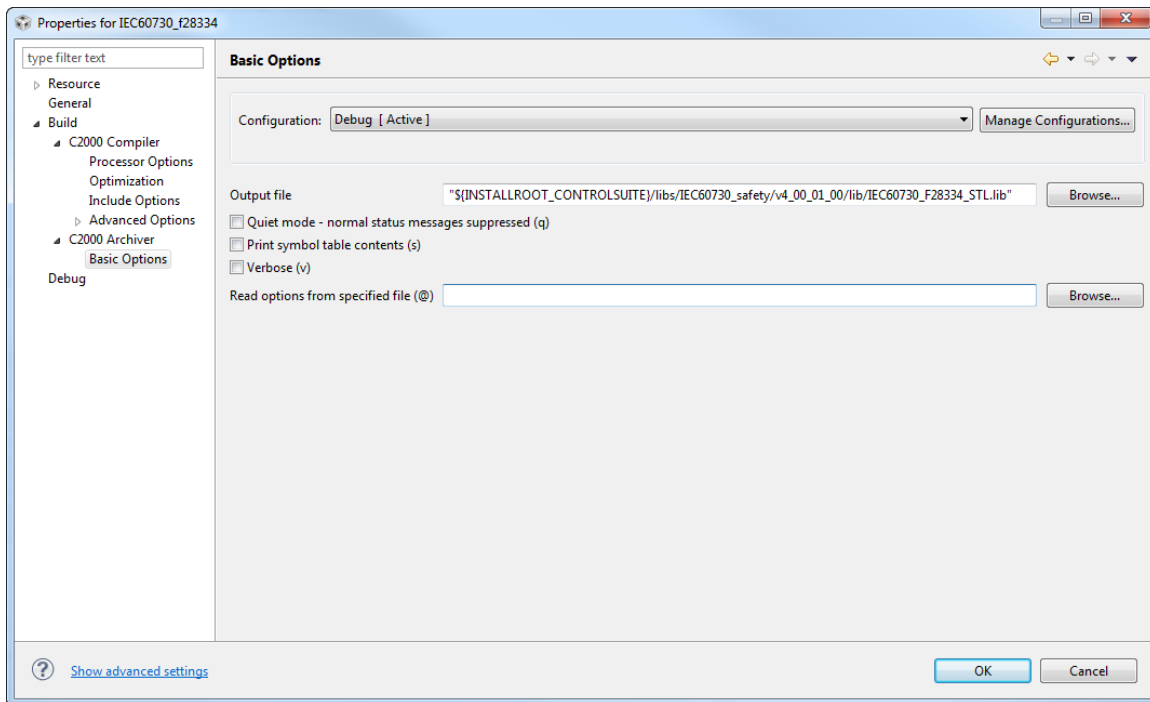 Properties for IEC60730_f28334
type filter text
Basic Options
Resource
General
Build
C2000 Compiler
Processor Options
Optimization
Include Options
Advanced Options
C2000 Archiver
Basic Options
Debug
Configuration: Debug [ Active ] Manage Configurations...
Output file "${INSTALLROOT_CONTROLSUITE}/libs/IEC60730_safety/v4_00_01_00/lib/IEC60730_F28334_STL.lib" Browse...
Quiet mode - normal status messages suppressed (q)
Print symbol table contents (s)
Verbose (v)
Read options from specified file (@) Browse...
? Show advanced settings OK Cancel